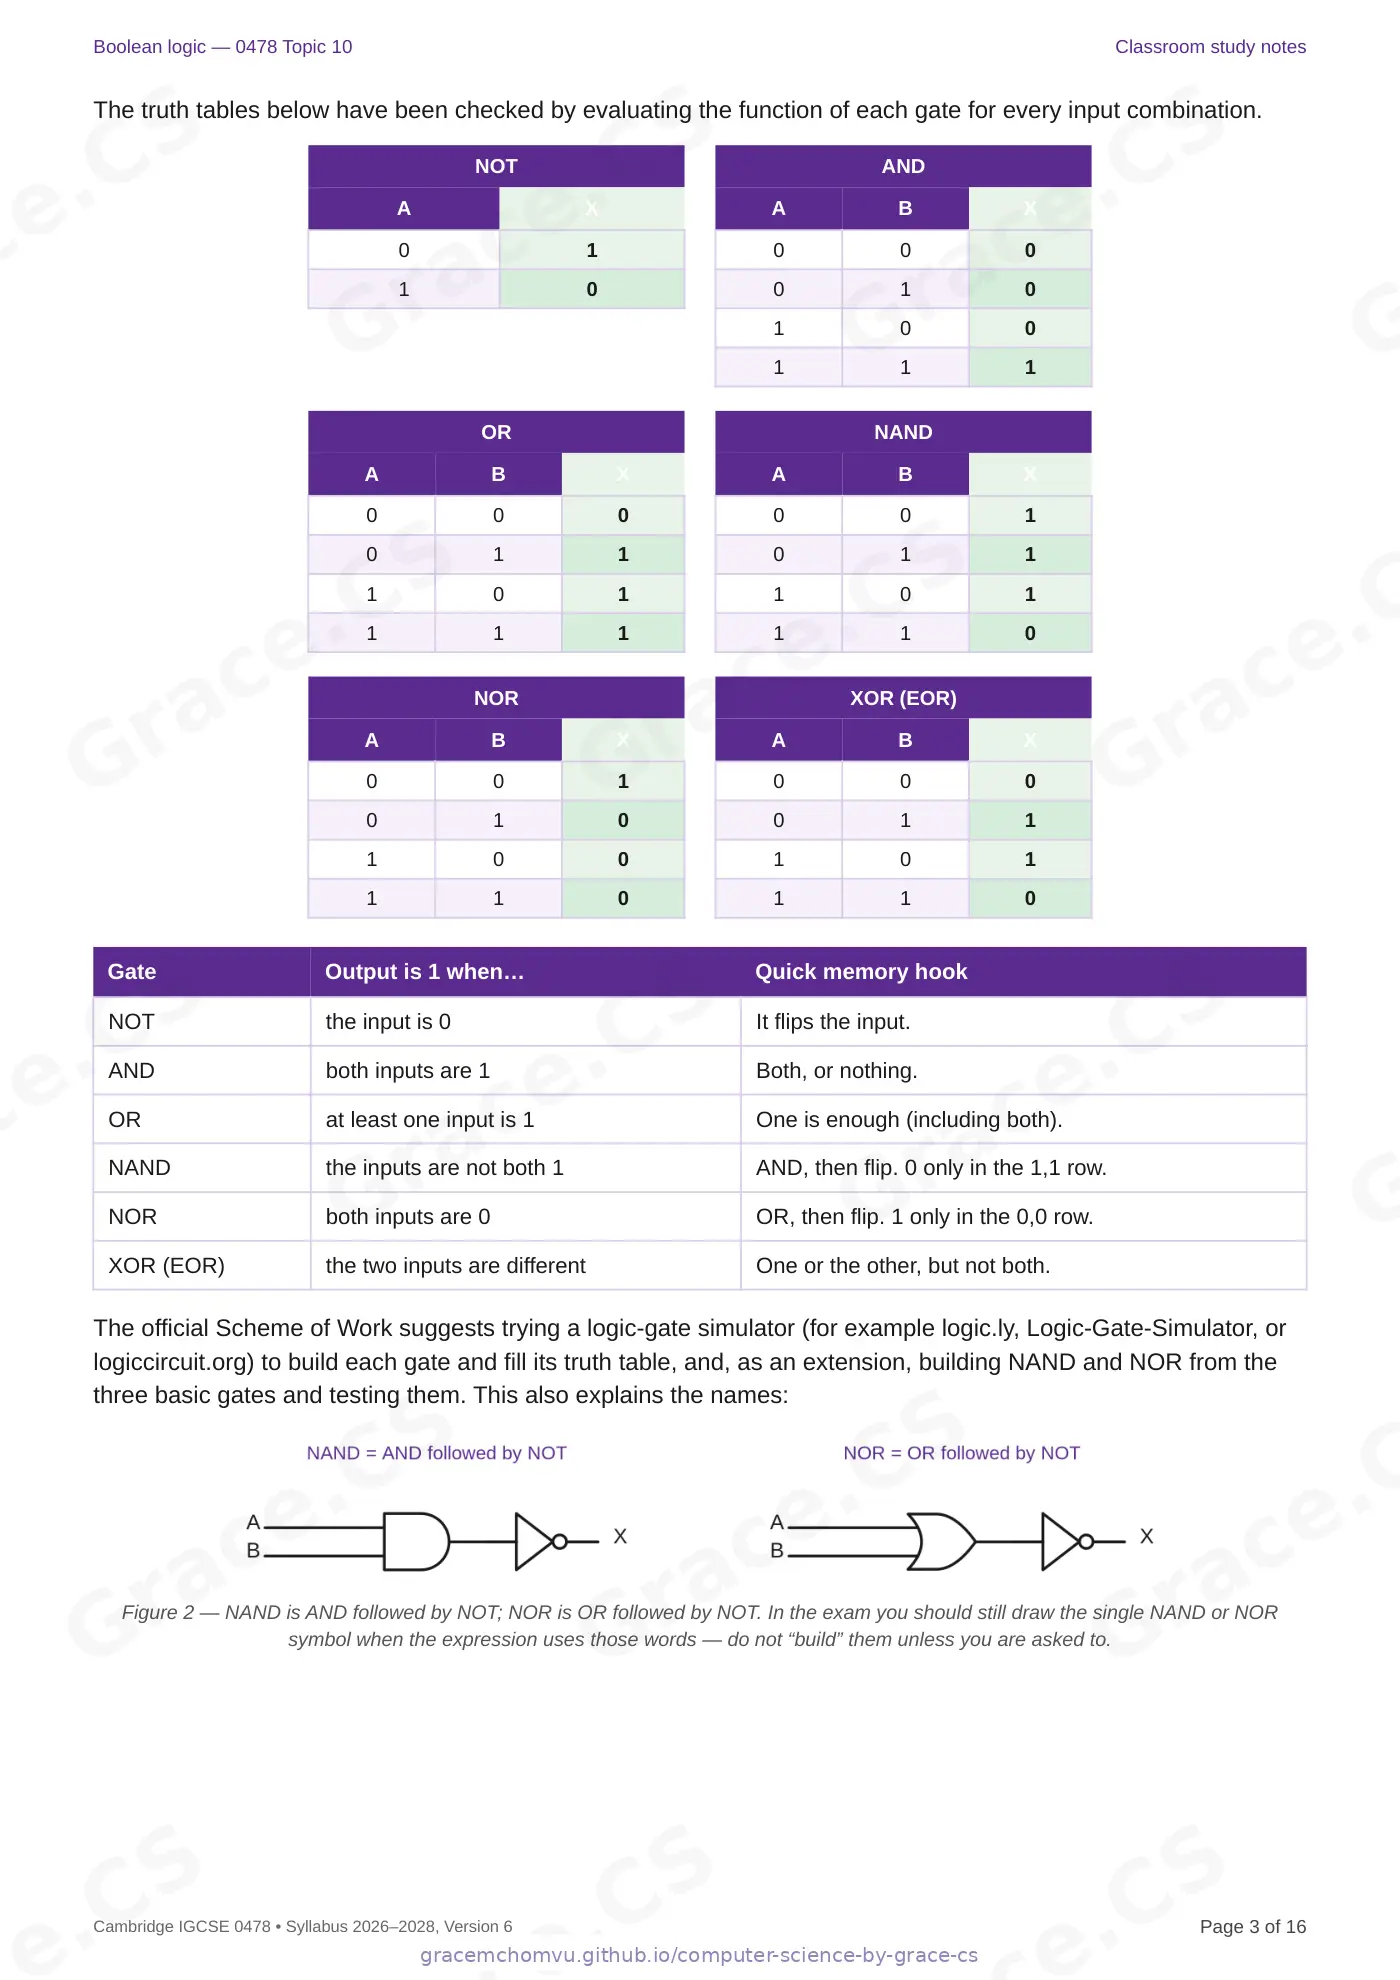 Boolean logic — 0478 Topic 10
Classroom study notes
The truth tables below have been checked by evaluating the function of each gate for every input combination.
NOT
A X
0 1
1 0
AND
A B X
0 0 0
0 1 0
1 0 0
1 1 1
OR
A B X
0 0 0
0 1 1
1 0 1
1 1 1
NAND
A B X
0 0 1
0 1 1
1 0 1
1 1 0
NOR
A B X
0 0 1
0 1 0
1 0 0
1 1 0
XOR (EOR)
A B X
0 0 0
0 1 1
1 0 1
1 1 0
Gate Output is 1 when… Quick memory hook
NOT the input is 0 It flips the input.
AND both inputs are 1 Both, or nothing.
OR at least one input is 1 One is enough (including both).
NAND the inputs are not both 1 AND, then flip. 0 only in the 1,1 row.
NOR both inputs are 0 OR, then flip. 1 only in the 0,0 row.
XOR (EOR) the two inputs are different One or the other, but not both.
The official Scheme of Work suggests trying a logic-gate simulator (for example logic.ly, Logic-Gate-Simulator, or
logiccircuit.org) to build each gate and fill its truth table, and, as an extension, building NAND and NOR from the
three basic gates and testing them. This also explains the names:
NAND = AND followed by NOT
A
B
X
NOR = OR followed by NOT
A
B
X
Figure 2 — NAND is AND followed by NOT; NOR is OR followed by NOT. In the exam you should still draw the single NAND or NOR
symbol when the expression uses those words — do not “build” them unless you are asked to.
Cambridge IGCSE 0478 • Syllabus 2026–2028, Version 6
Page 3 of 16
gracemchomvu.github.io/computer-science-by-grace-cs
Grace.CS